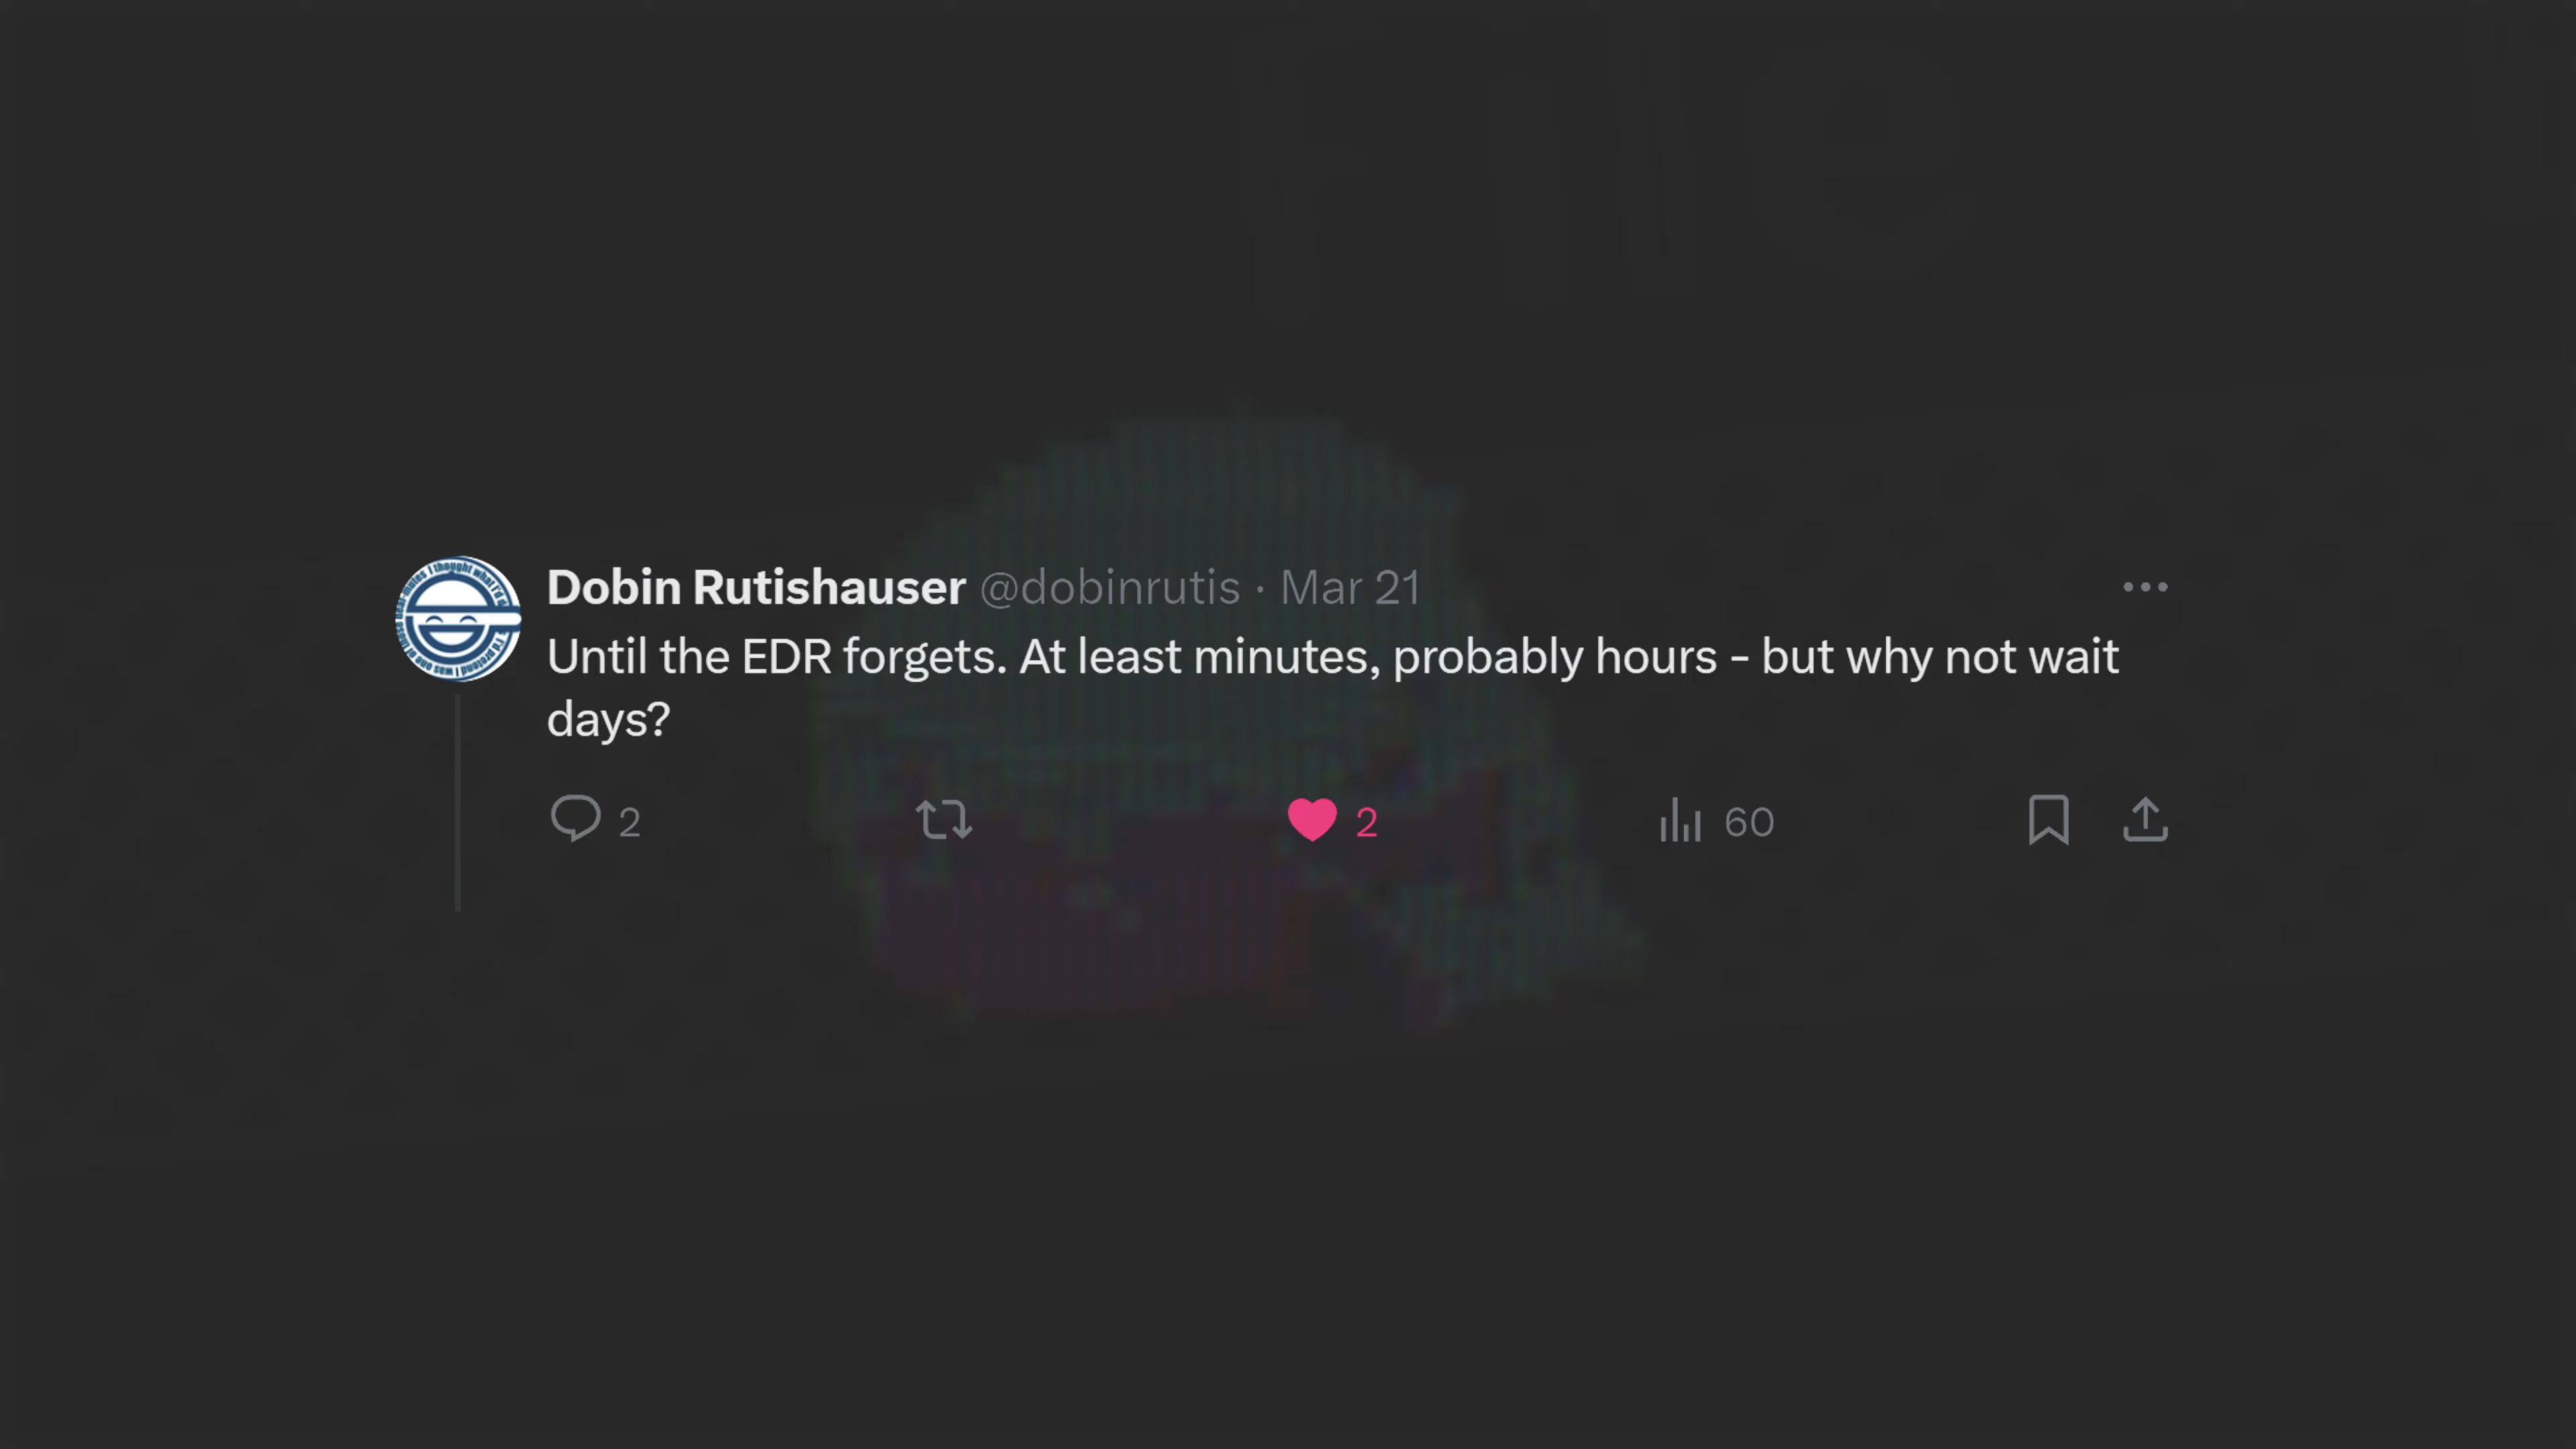 Dobin Rutishauser @dobinrutis · Mar 21
Until the EDR forgets. At least minutes, probably hours - but why not wait
days?
2 2 60